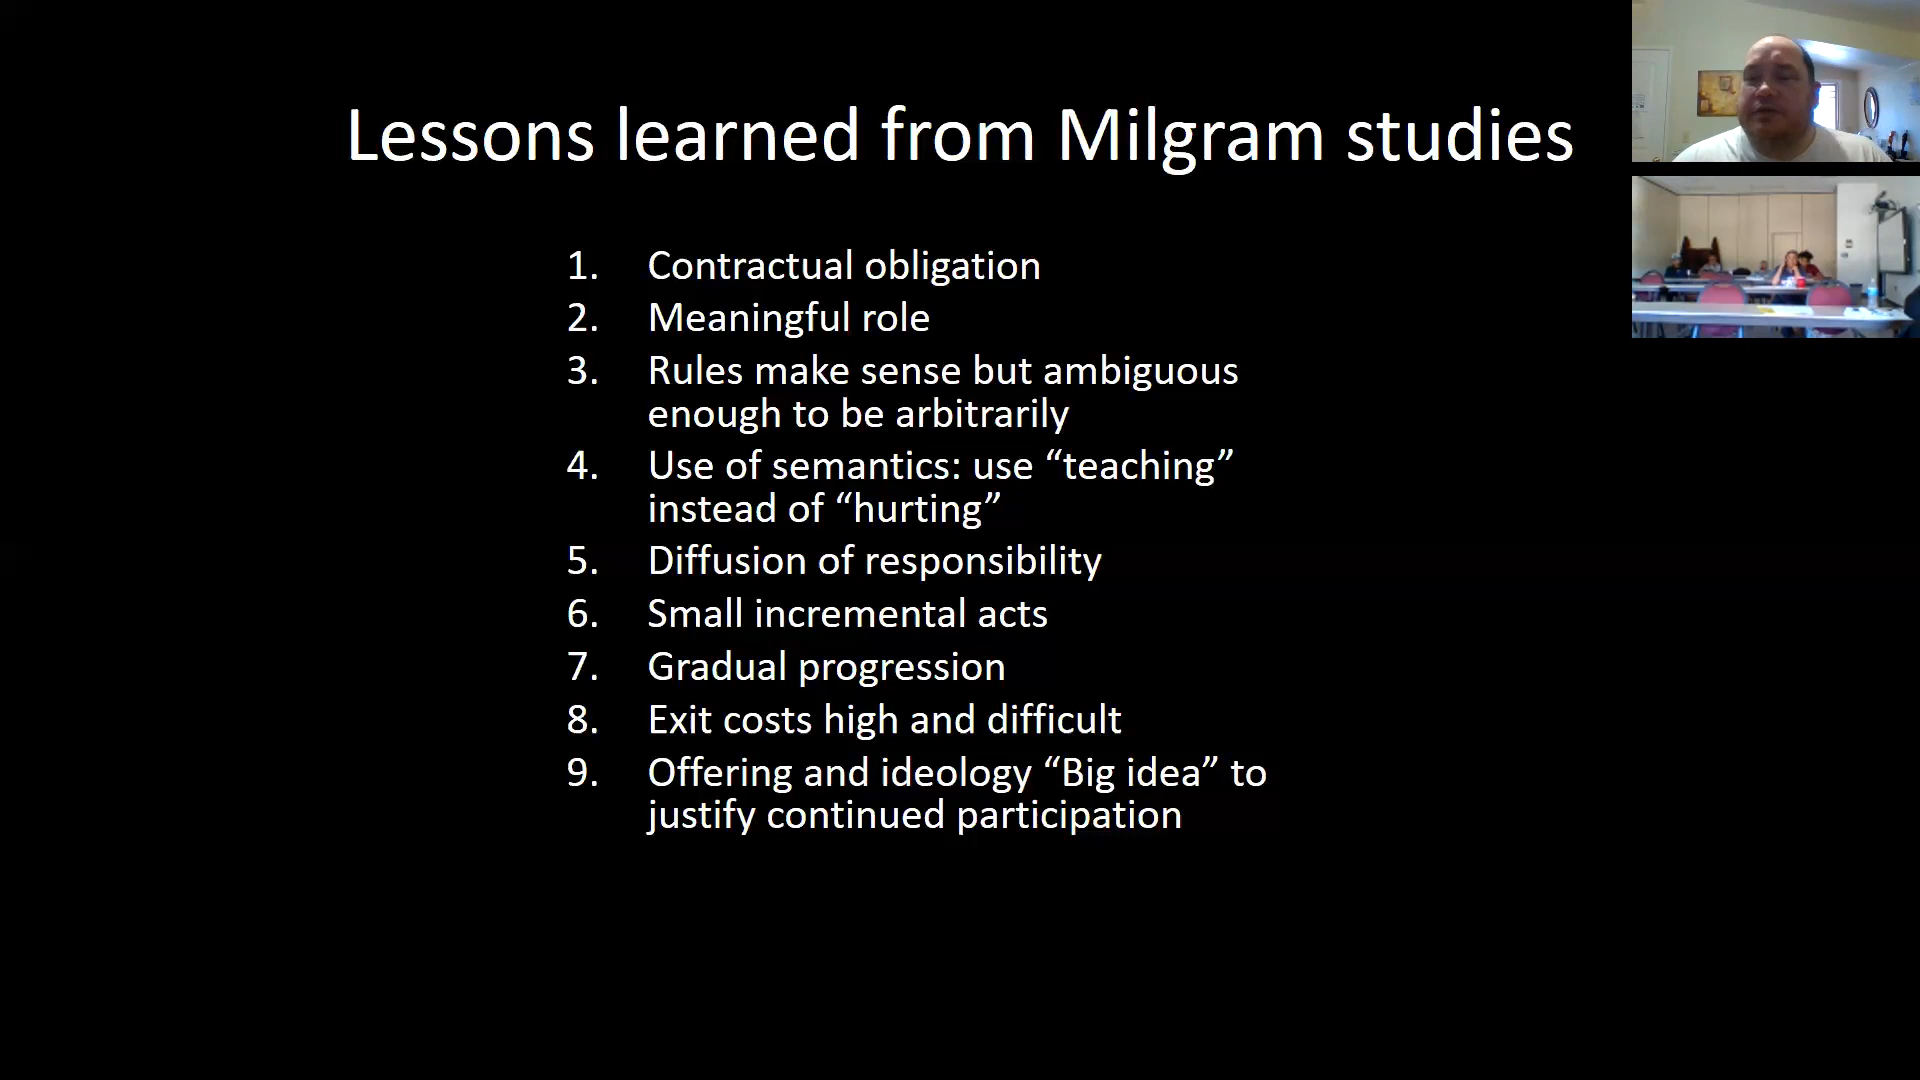 Lessons learned from Milgram studies
1. Contractual obligation
2. Meaningful role
3. Rules make sense but ambiguous
enough to be arbitrarily
4. Use of semantics: use “teaching”
instead of “hurting”
5. Diffusion of responsibility
6. Small incremental acts
7. Gradual progression
8. Exit costs high and difficult
9. Offering and ideology “Big idea” to
justify continued participation